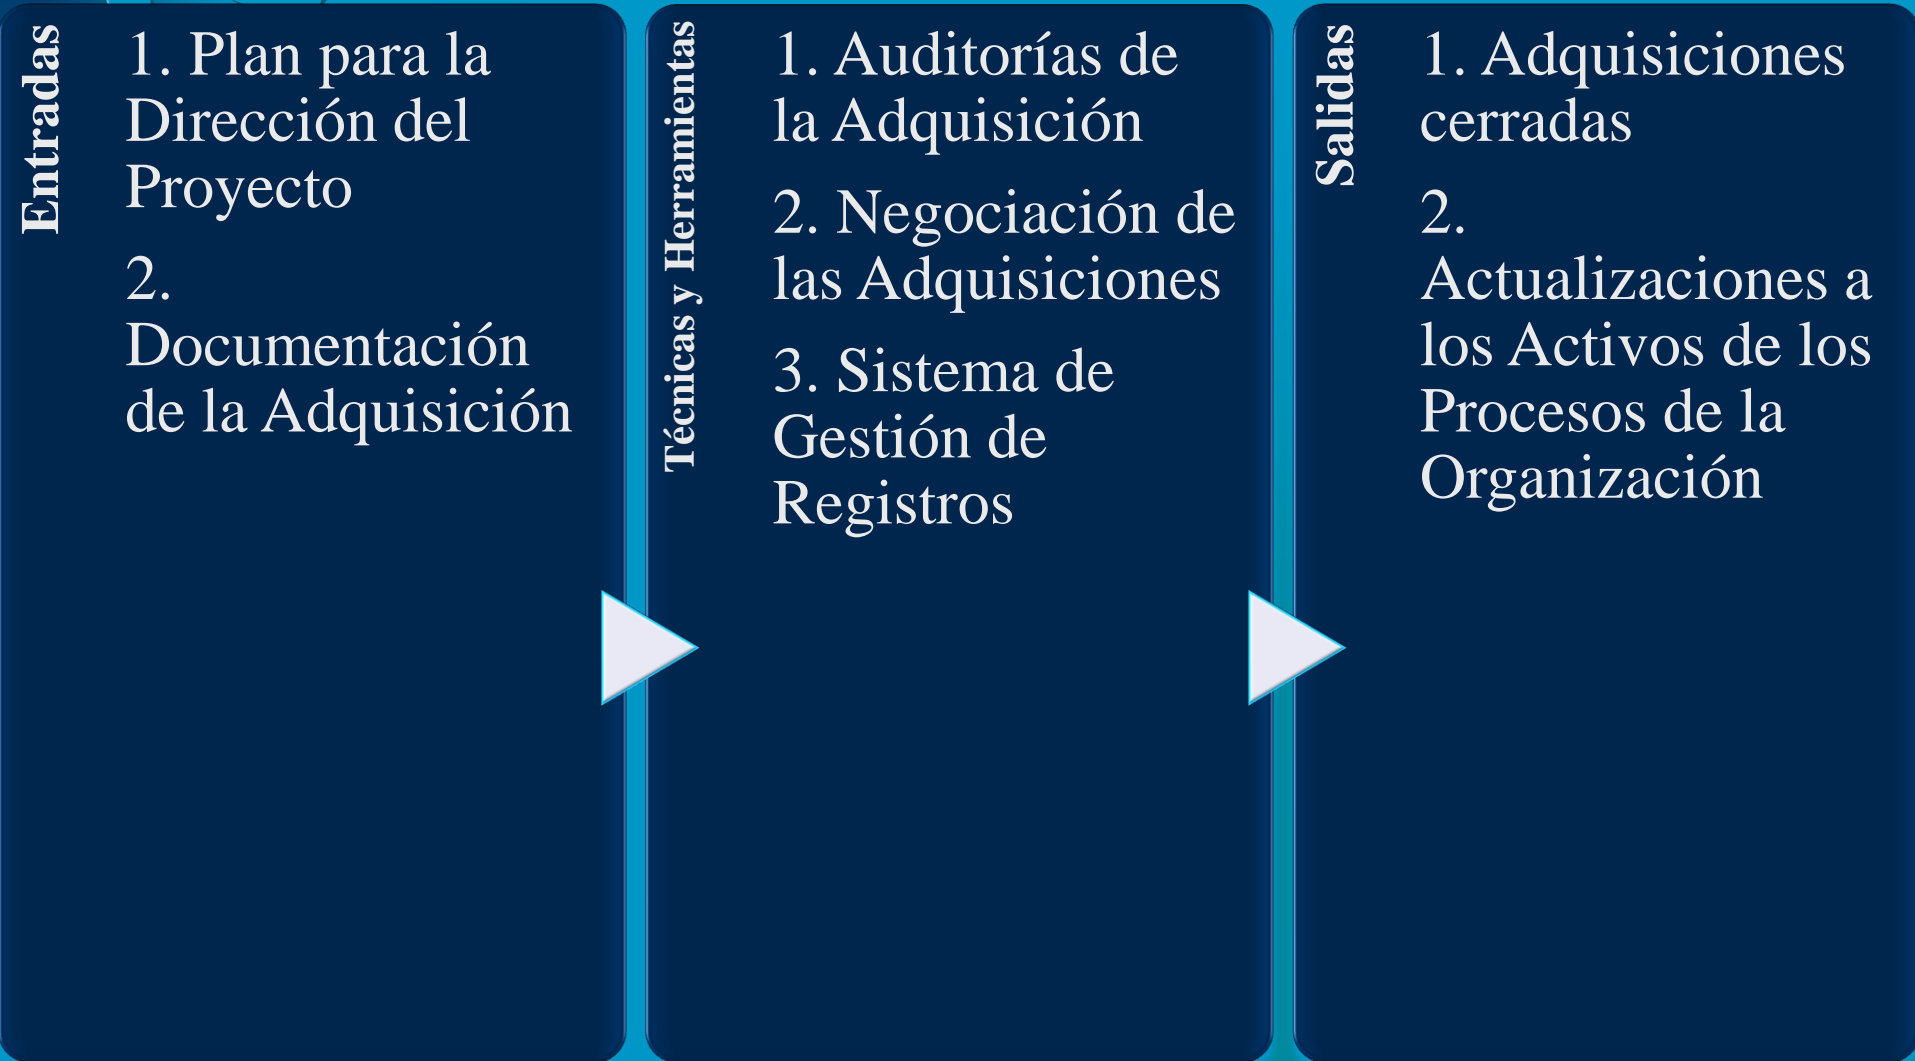 Entradas
1. Plan para la
Dirección del
Proyecto
2.
Documentación
de la Adquisición
Técnicas y Herramientas
1. Auditorías de
la Adquisición
2. Negociación de
las Adquisiciones
3. Sistema de
Gestión de
Registros
Salidas
1. Adquisiciones
cerradas
2.
Actualizaciones a
los Activos de los
Procesos de la
Organización